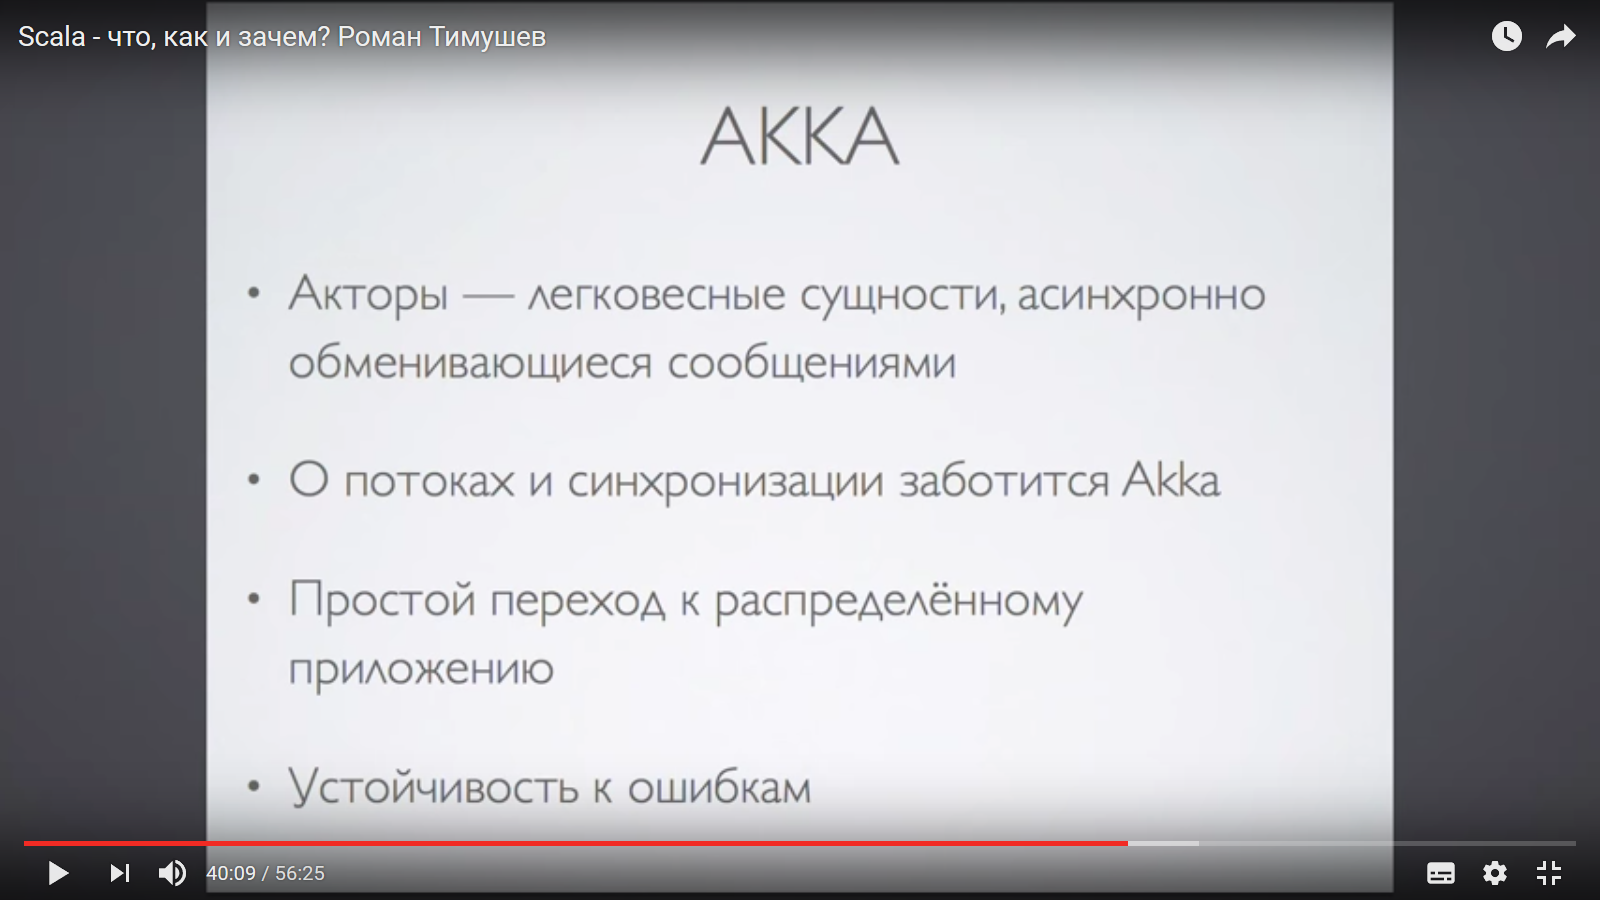 Scala - что, как и зачем? Роман Тимушев
AKKA
• Акторы — легковесные сущности, асинхронно
обменивающиеся сообщениями
• О потоках и синхронизации заботится Akka
• Простой переход к распределённому
приложению
• Устойчивость к ошибкам
40:09 / 56:25